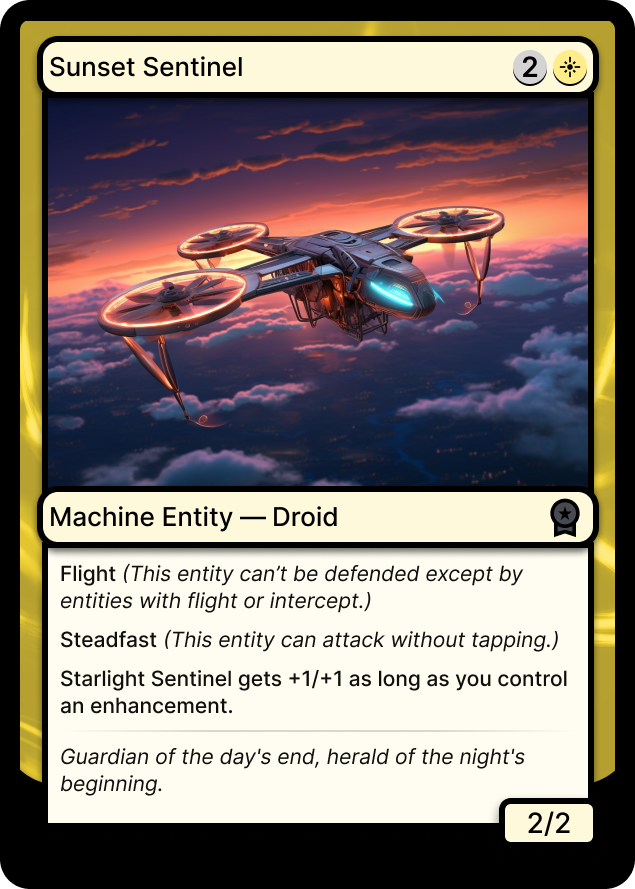 Sunset Sentinel 2
Machine Entity — Droid
Flight (This entity can’t be defended except by
entities with flight or intercept.)
Steadfast (This entity can attack without tapping.)
Starlight Sentinel gets +1/+1 as long as you control
an enhancement.
Guardian of the day's end, herald of the night's
beginning.
2/2